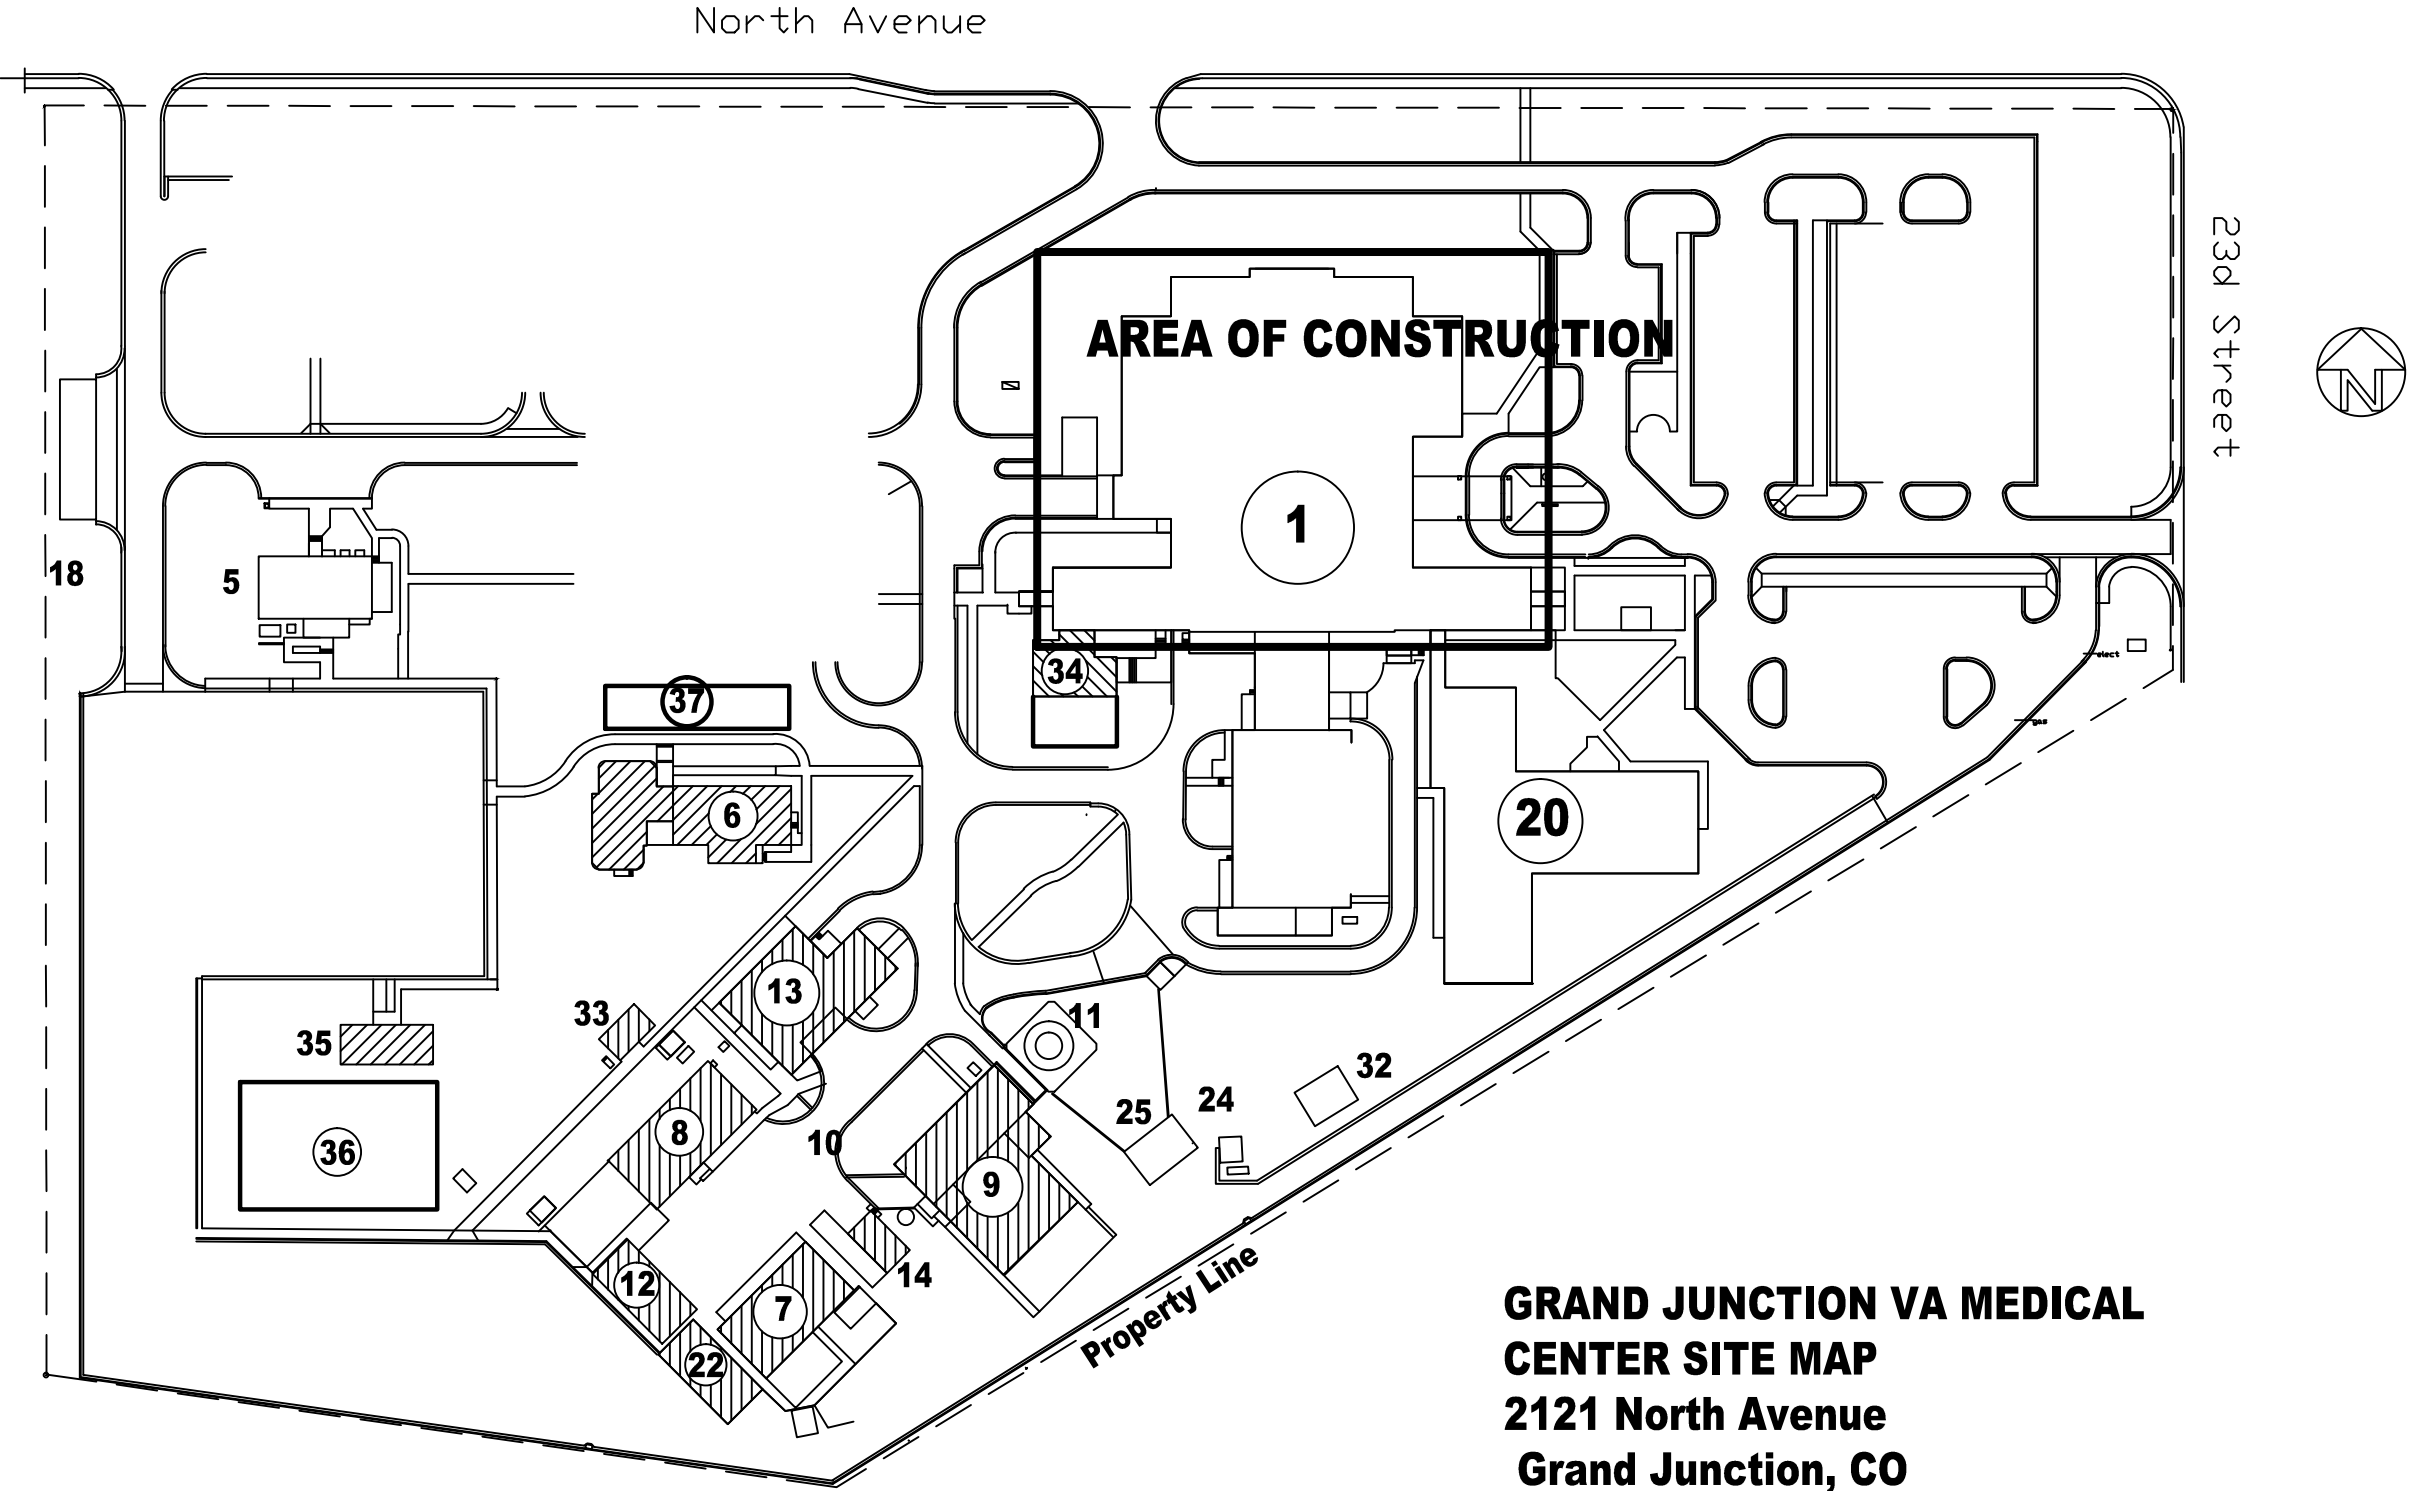 North Avenue
23d Street
N
AREA OF CONSTRUCTION
1
18
5
34
elect
37
gas
6
20
13
33
11
35
32
24
25
8
10
36
9
14
12
7
22
Property Line
GRAND JUNCTION VA MEDICAL
CENTER SITE MAP
2121 North Avenue
Grand Junction, CO